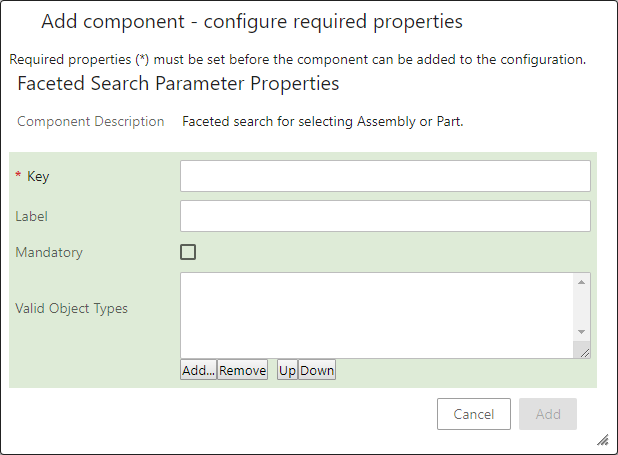 Add component - configure required properties
Required properties (*) must be set before the component can be added to the configuration.
Faceted Search Parameter Properties
Component Description Faceted search for selecting Assembly or Part.
* Key
Label
Mandatory
Valid Object Types
Add... Remove Up Down
Cancel Add